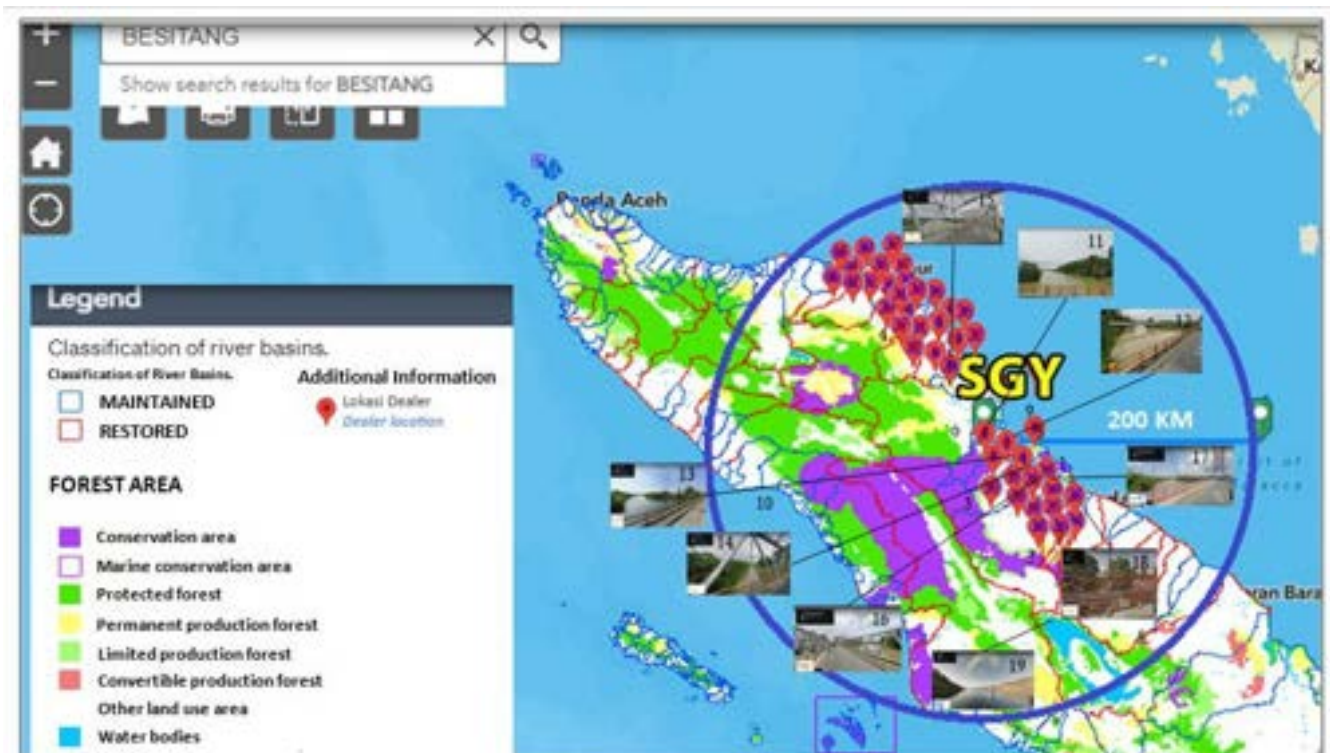 BESITANG
Show search results for BESITANG
Banda Aceh
15
11
SGY
200 KM
Legend
Classification of river basins.
Classification of River Basins.
MAINTAINED
RESTORED
Additional Information
Lokasi Dealer
Dealer location
FOREST AREA
Conservation area
Marine conservation area
Protected forest
Permanent production forest
Limited production forest
Convertible production forest
Other land use area
Water bodies
13
10
14
16
19
18